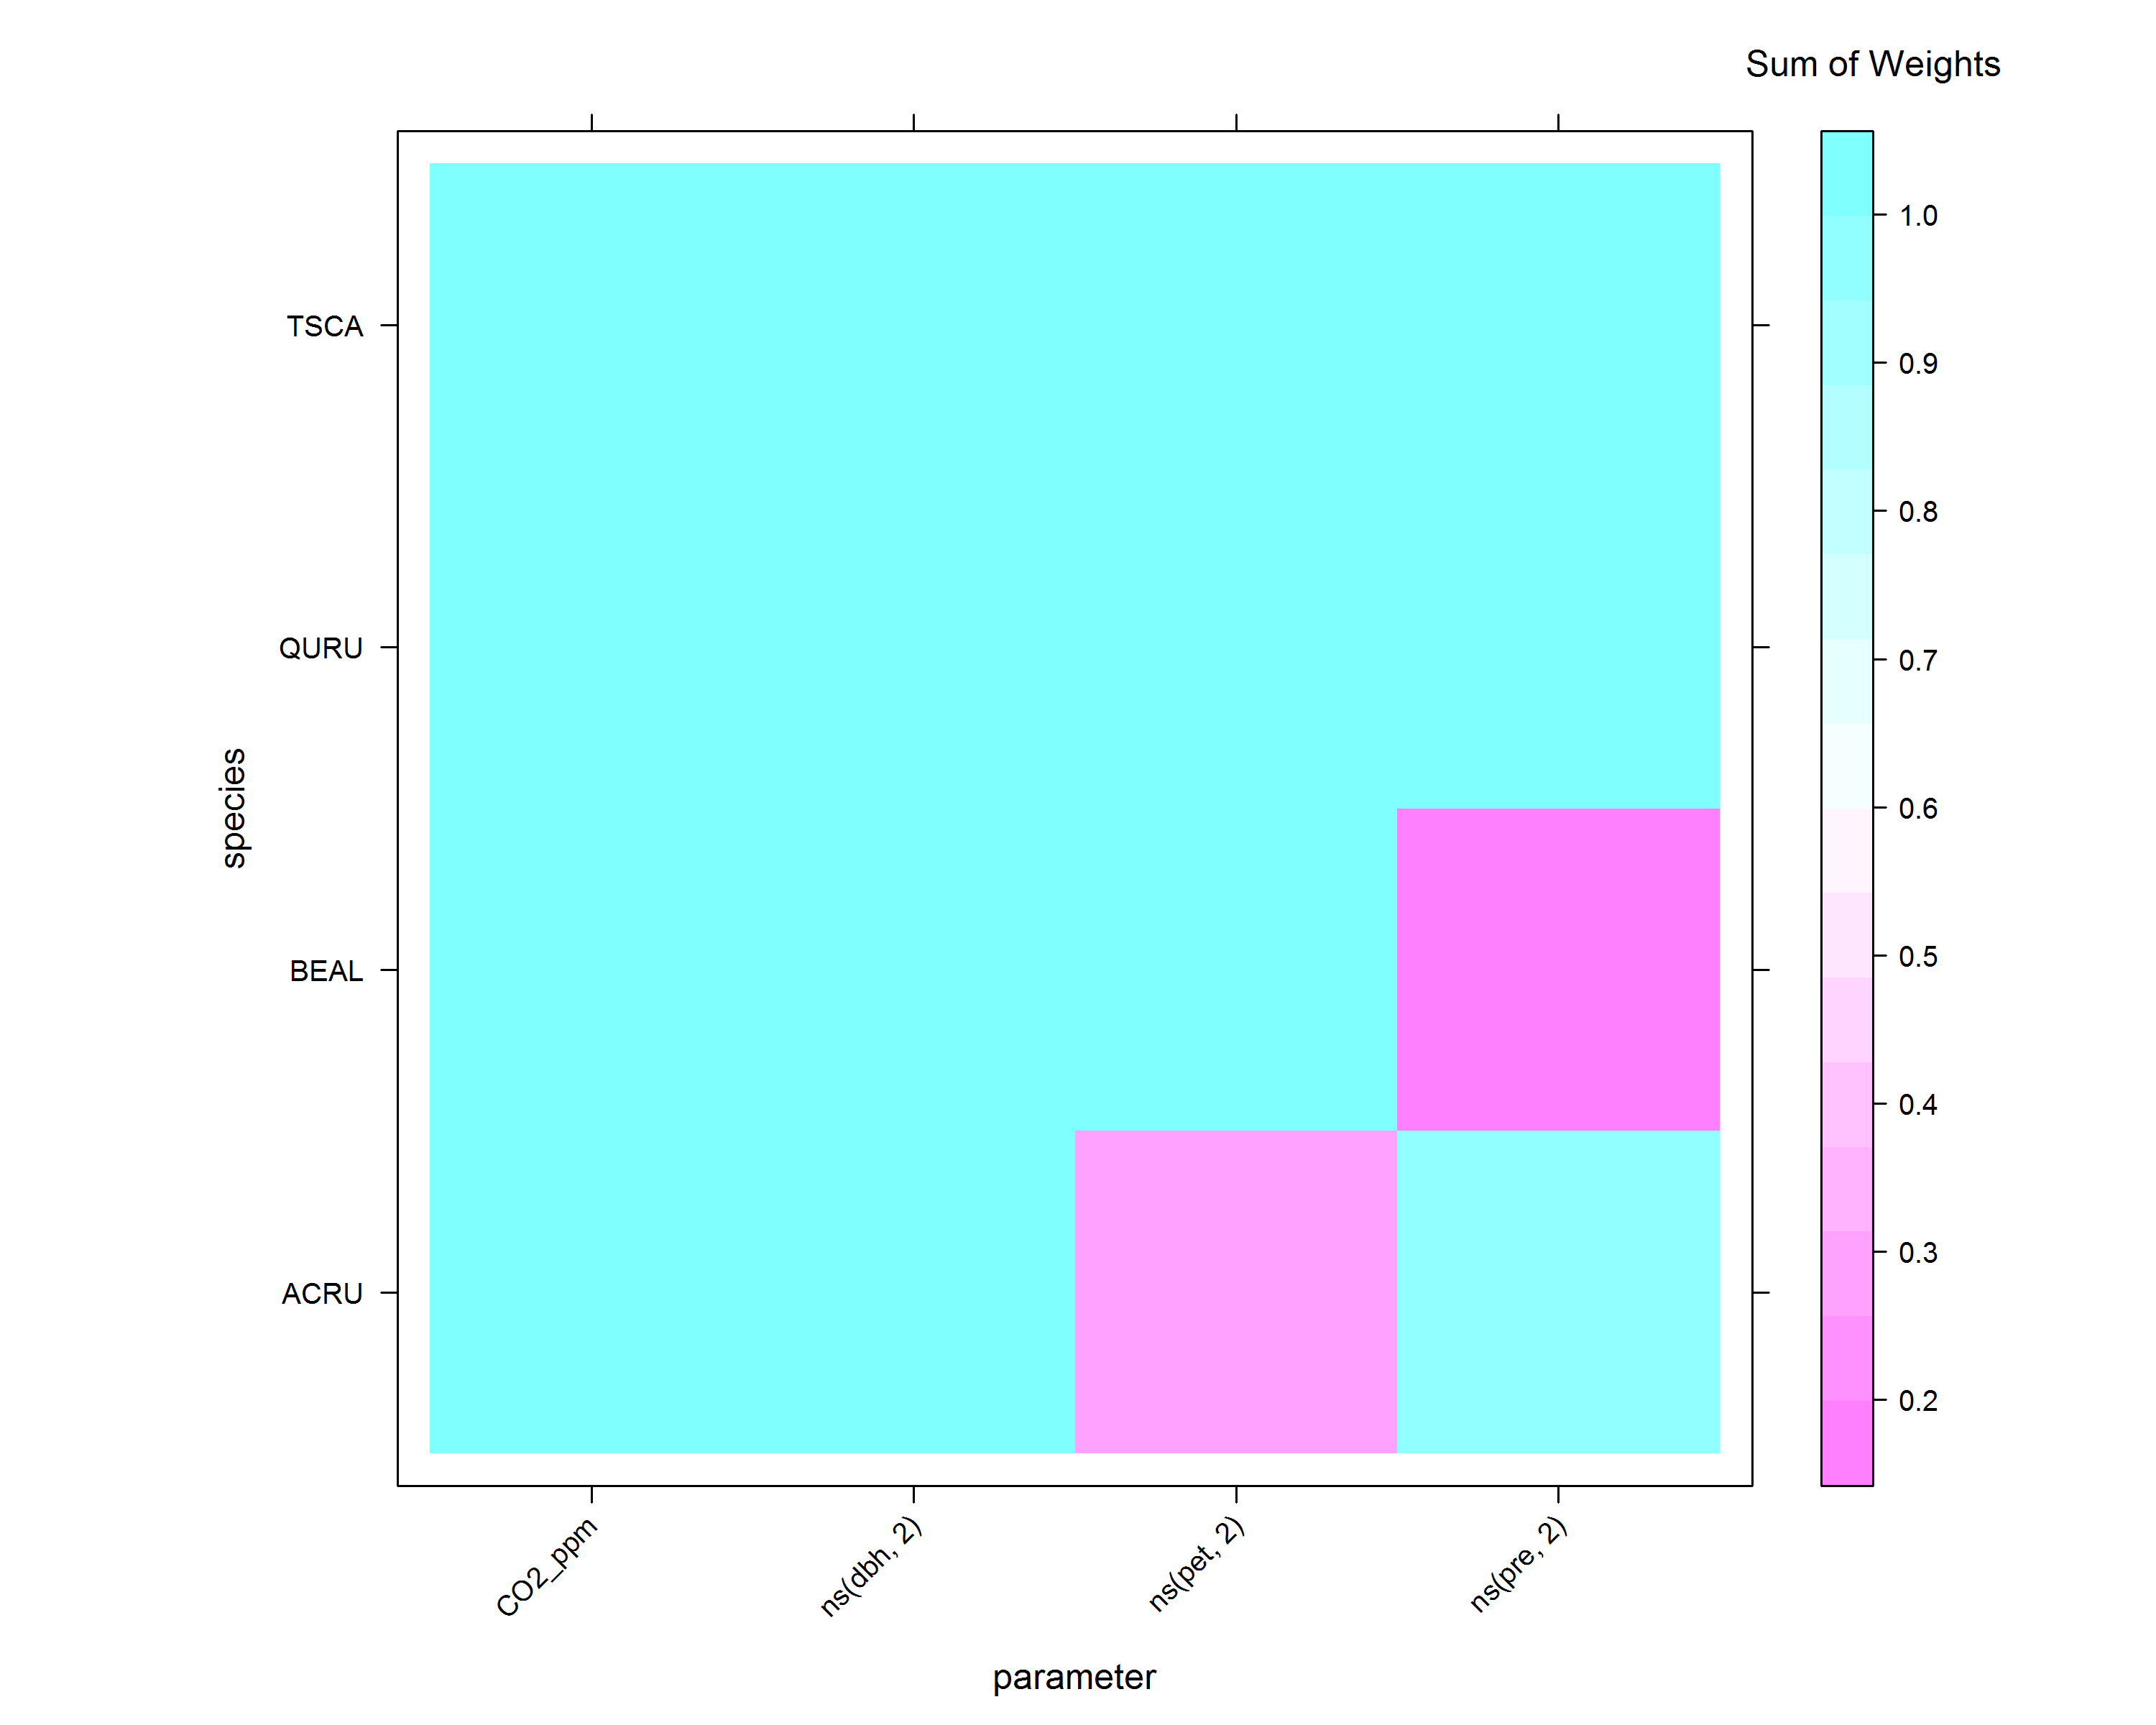 Sum of Weights
1.0
0.9
0.8
0.7
0.6
0.5
0.4
0.3
0.2
TSCA
QURU
BEAL
ACRU
species
CO2_ppm
ns(dbh, 2)
ns(pet, 2)
ns(pre, 2)
parameter